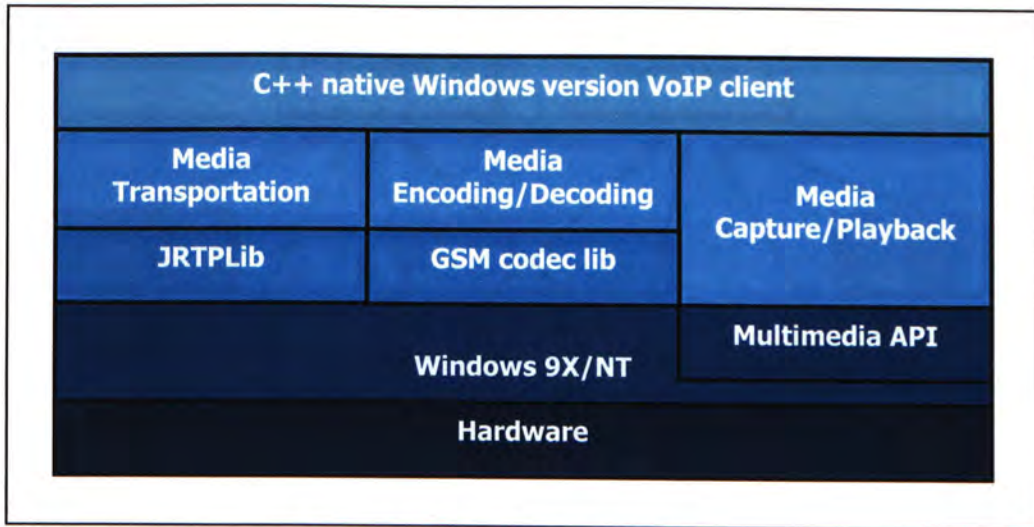 C++ native Windows version VoIP client
Media
Transportation
Media
Encoding/Decoding
Media
Capture/Playback
JRTPLib
GSM codec lib
Multimedia API
Windows 9X/NT
Hardware